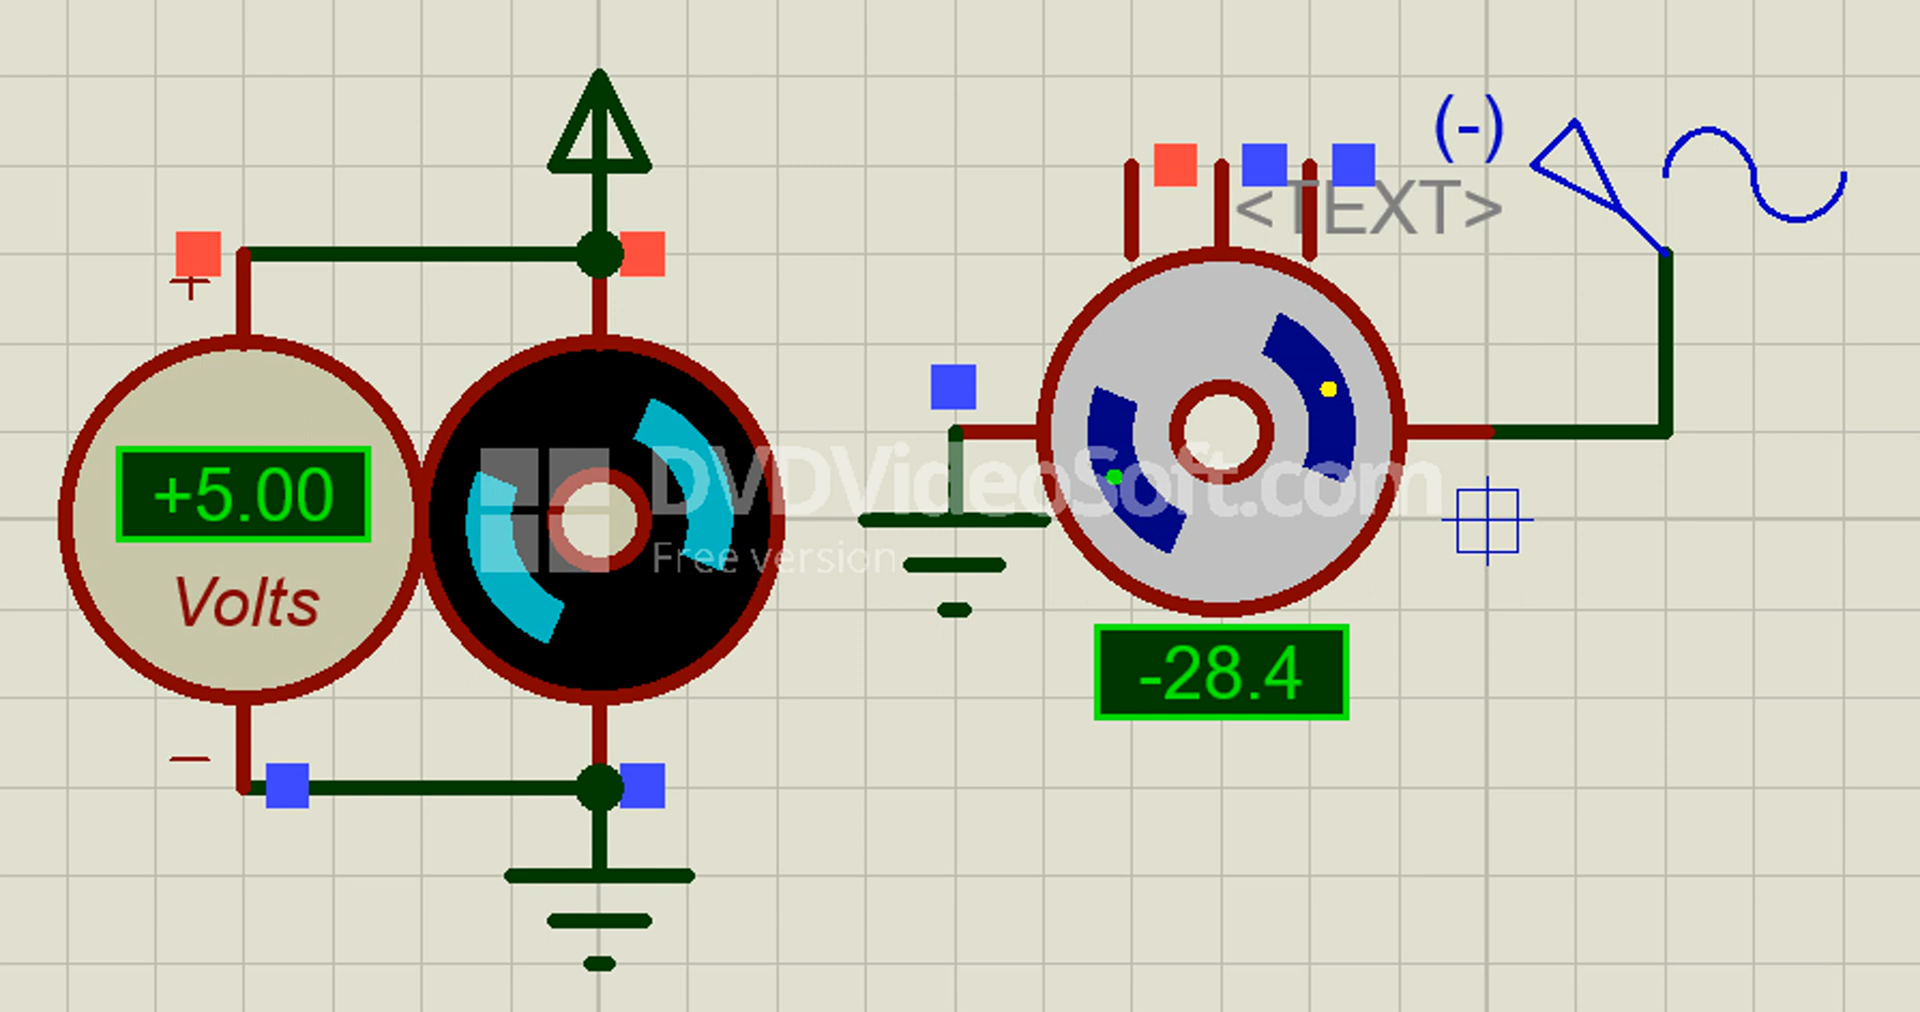 (-)
<TEXT>
+
+5.00
Volts
DVDVideoSoft.com
Free version
-28.4
—